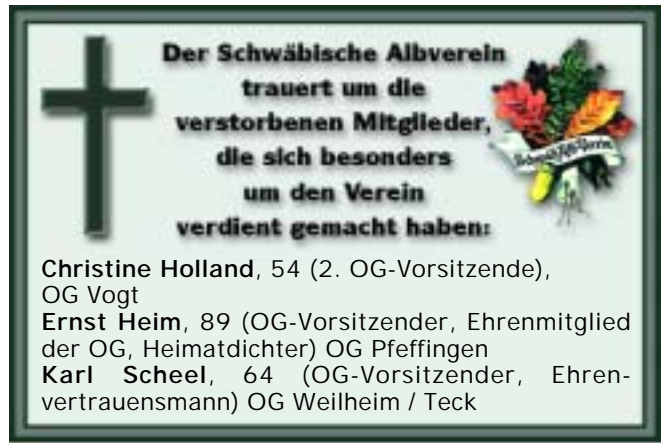 Der Schwäbische Albverein
trauert um die
verstorbenen Mitglieder,
die sich besonders
um den Verein
verdient gemacht haben:
Christine Holland, 54 (2. OG-Vorsitzende),
OG Vogt
Ernst Heim, 89 (OG-Vorsitzender, Ehrenmitglied
der OG, Heimatdichter) OG Pfeffingen
Karl Scheel, 64 (OG-Vorsitzender, Ehren-
vertrauensmann) OG Weilheim / Teck